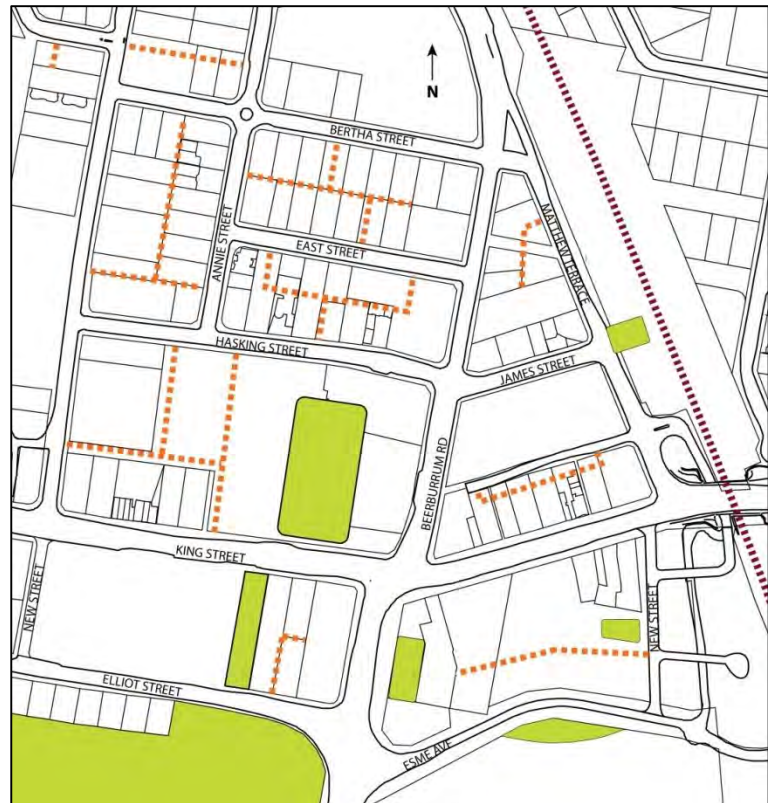 N
BERTHA STREET
MATTHEW TERRACE
ANNIE STREET
EAST STREET
HASKING STREET
JAMES STREET
BEERBURRUM RD
KING STREET
NEW STREET
NEW STREET
ELLIOT STREET
ESME AVE